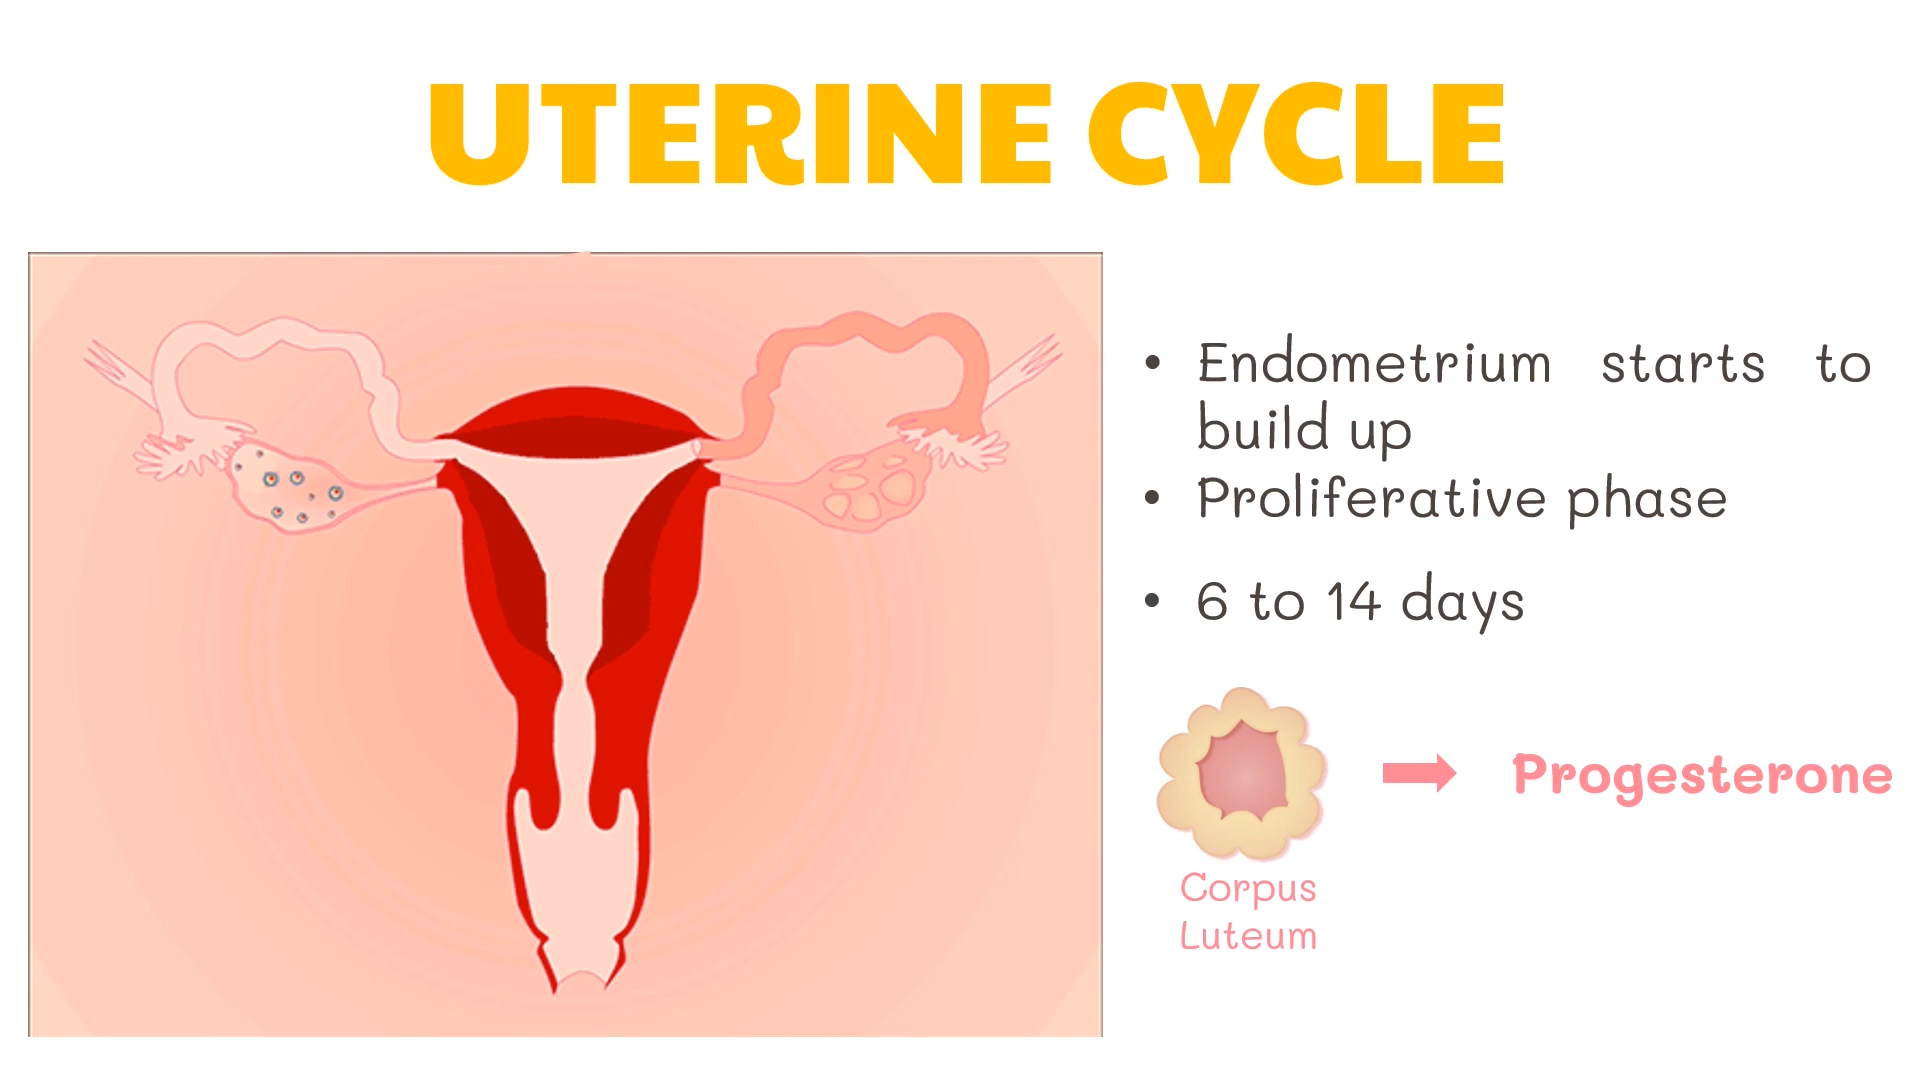 UTERINE CYCLE
• Endometrium starts to
build up
• Proliferative phase
• 6 to 14 days
Progesterone
Corpus
Luteum